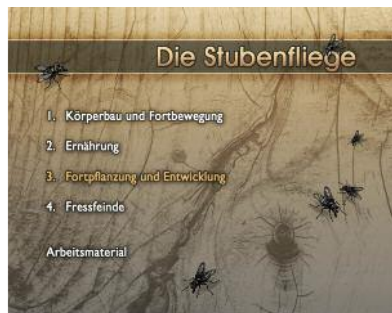 Die Stubenfliege
1. Körperbau und Fortbewegung
2. Ernährung
3. Fortpflanzung und Entwicklung
4. Fressfeinde
Arbeitsmaterial